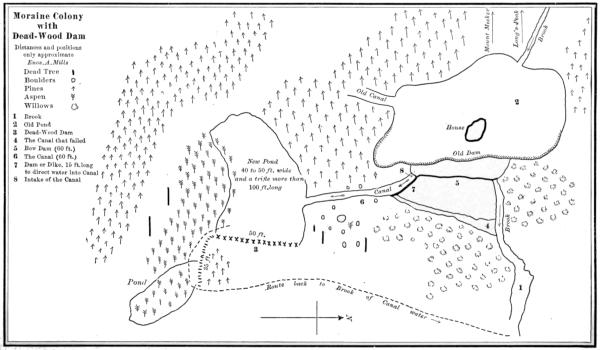 Moraine Colony
with
Dead-Wood Dam
Distances and positions
only approximate
Enos. A. Mills
Dead Tree
Boulders
Pines
Aspen
Willows
1 Brook
2 Old Pond
3 Dead-Wood Dam
4 The Canal that failed
5 Bow Dam (60 ft.)
6 The Canal (80 ft.)
7 Dam or Dike, 15 ft. long
to direct water into Canal
8 Intake of the Canal
Mount Meeker
Long's Peak
Brook
2
Old Canal
House
Old Dam
New Pond
40 to 50 ft. wide
and a trifle more than
100 ft. long
8
Canal
7
5
6
4
Brook
50 ft.
3
35 ft.
Pond
Route back to Brook of Canal water
1
N